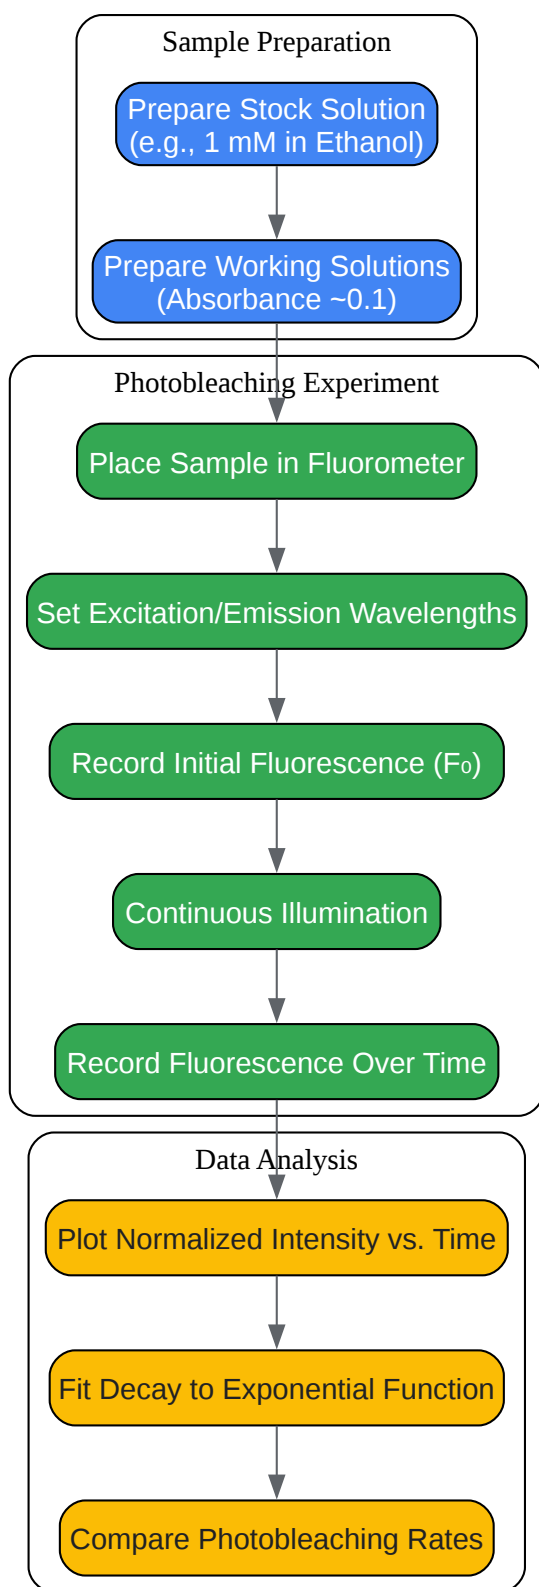 Sample Preparation
Prepare Stock Solution
(e.g., 1 mM in Ethanol)
Prepare Working Solutions
(Absorbance ~0.1)
Photobleaching Experiment
Place Sample in Fluorometer
Set Excitation/Emission Wavelengths
Record Initial Fluorescence (F₀)
Continuous Illumination
Record Fluorescence Over Time
Data Analysis
Plot Normalized Intensity vs. Time
Fit Decay to Exponential Function
Compare Photobleaching Rates